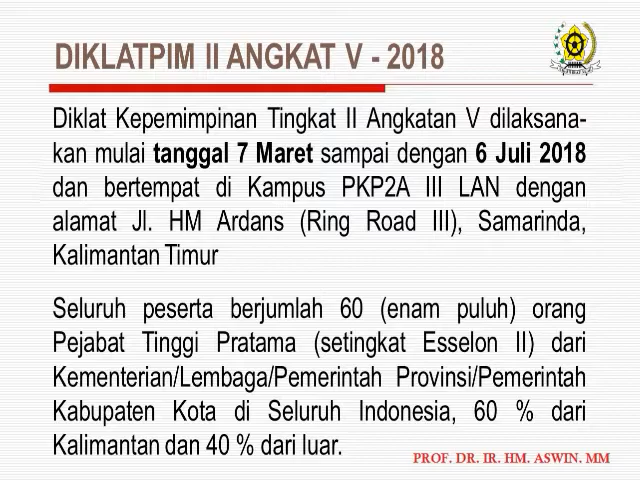 DIKLATPIM II ANGKAT V - 2018
Diklat Kepemimpinan Tingkat II Angkatan V dilaksana-
kan mulai tanggal 7 Maret sampai dengan 6 Juli 2018
dan bertempat di Kampus PKP2A III LAN dengan
alamat Jl. HM Ardans (Ring Road III), Samarinda,
Kalimantan Timur
Seluruh peserta berjumlah 60 (enam puluh) orang
Pejabat Tinggi Pratama (setingkat Esselon II) dari
Kementerian/Lembaga/Pemerintah Provinsi/Pemerintah
Kabupaten Kota di Seluruh Indonesia, 60 % dari
Kalimantan dan 40 % dari luar.
PROF. DR. IR. HM. ASWIN. MM